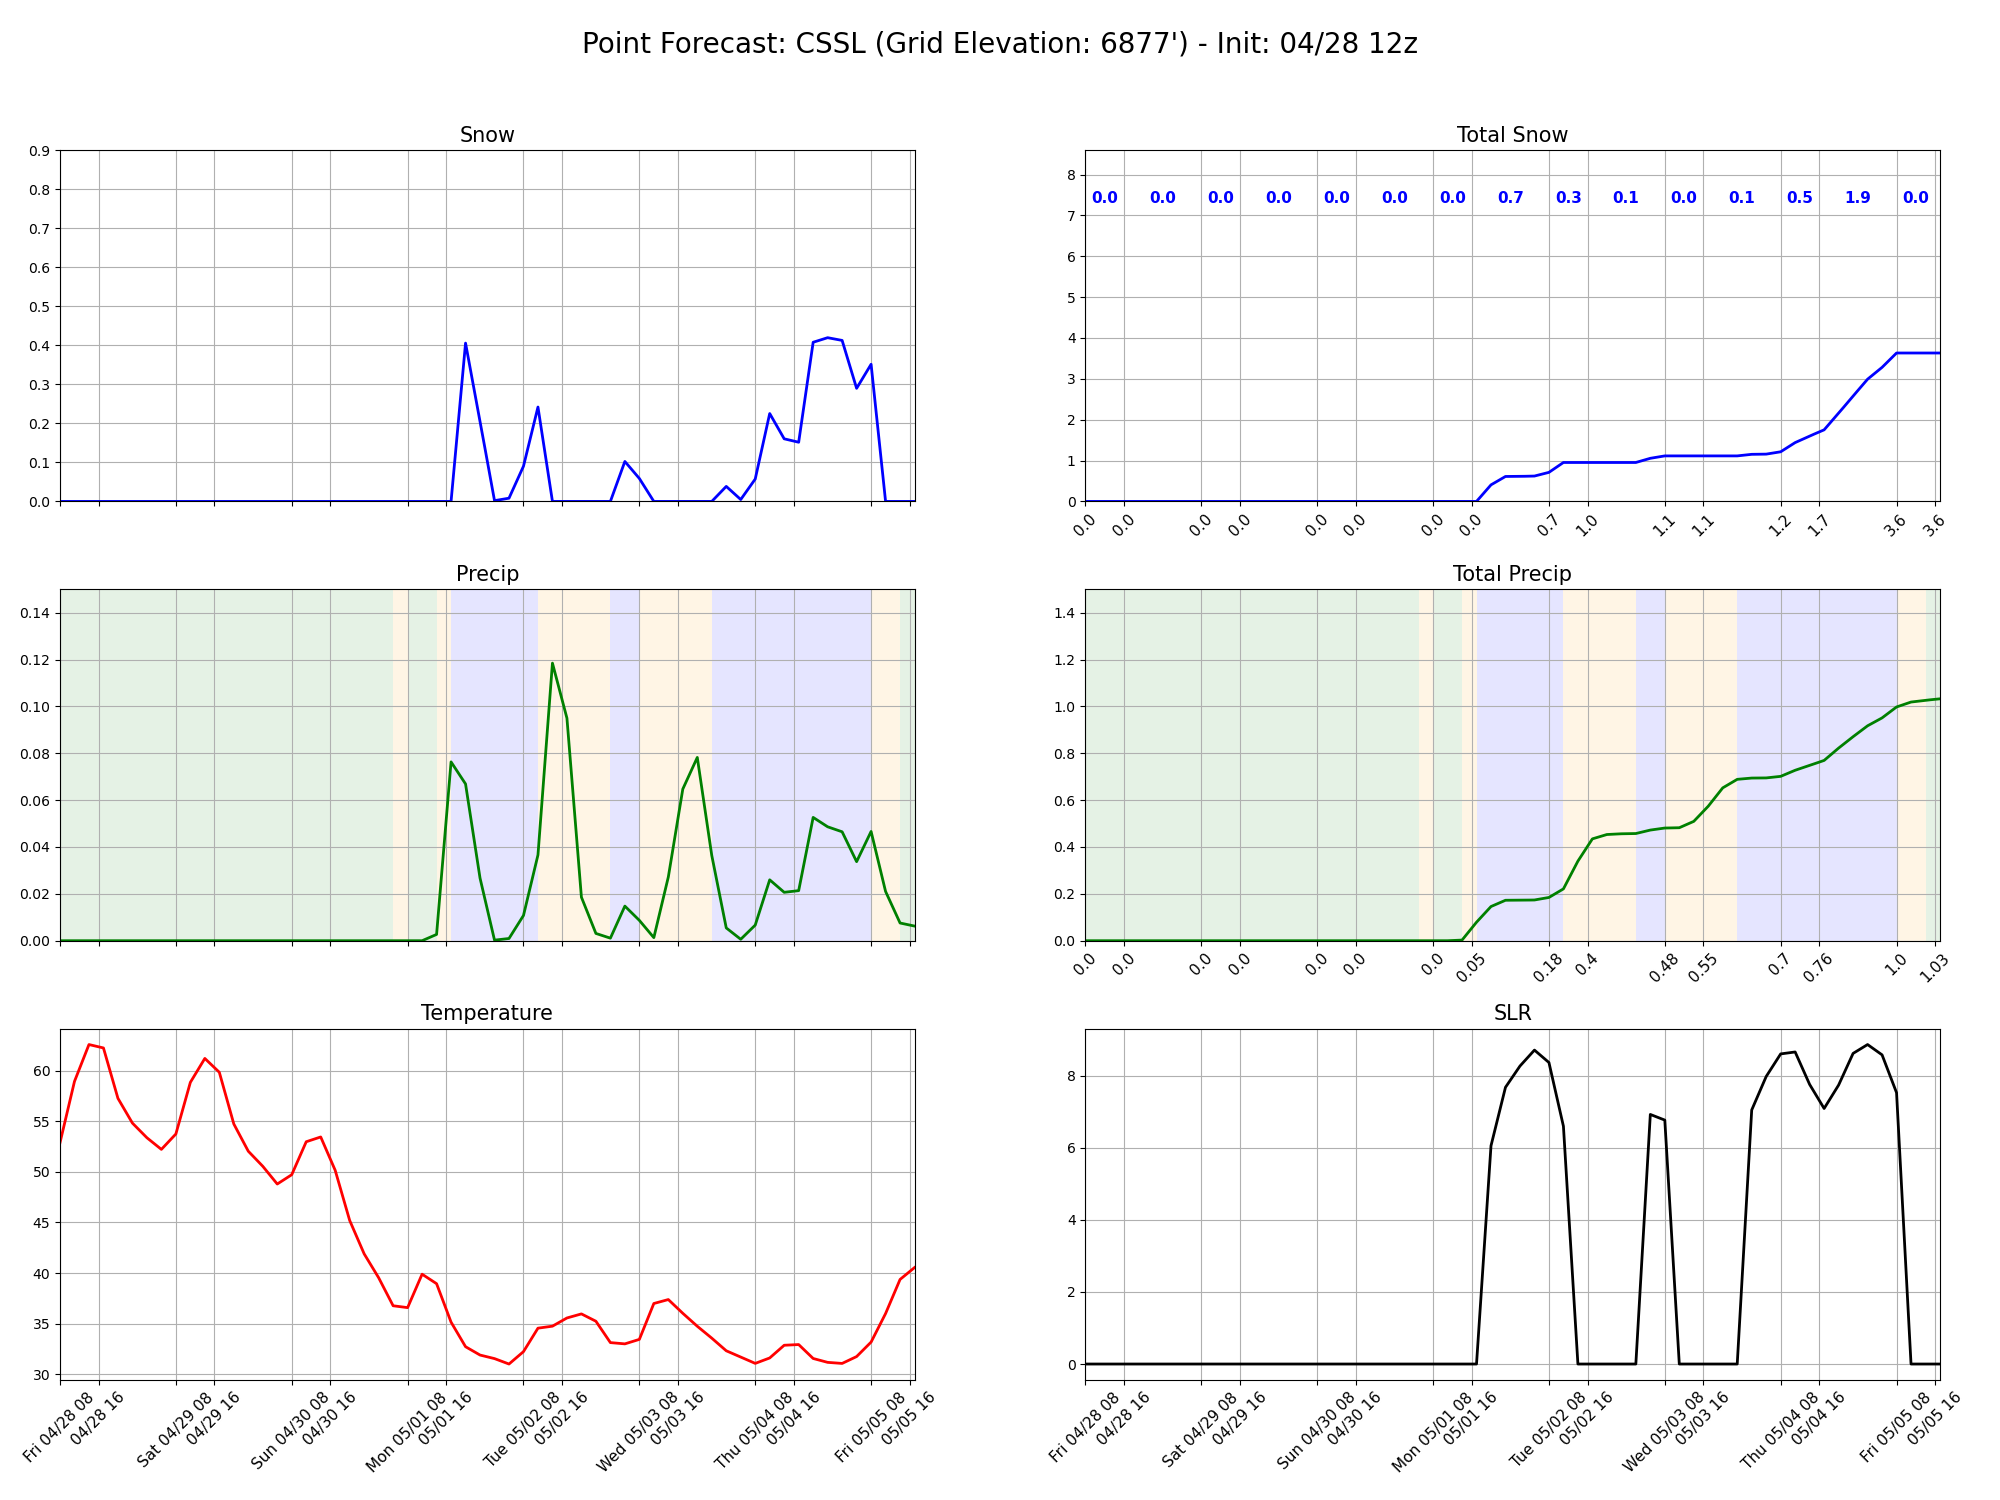 Point Forecast: CSSL (Grid Elevation: 6877') - Init: 04/28 12z
Snow
0.9
0.8
0.7
0.6
0.5
0.4
0.3
0.2
0.1
0.0
Total Snow
8
7
6
5
4
3
2
1
0
0.0 0.0 0.0 0.0 0.0 0.0 0.0 0.7 0.3 0.1 0.0 0.1 0.5 1.9 0.0
0.0 0.0 0.0 0.0 0.0 0.0 0.0 0.0 0.7 1.0 1.1 1.1 1.2 1.7 3.6 3.6
Precip
0.14
0.12
0.10
0.08
0.06
0.04
0.02
0.00
Total Precip
1.4
1.2
1.0
0.8
0.6
0.4
0.2
0.0
0.0 0.0 0.0 0.0 0.0 0.0 0.0 0.05 0.18 0.4 0.48 0.55 0.7 0.76 1.0 1.03
Temperature
60
55
50
45
40
35
30
Fri 04/28 08
04/28 16
Sat 04/29 08
04/29 16
Sun 04/30 08
04/30 16
Mon 05/01 08
05/01 16
Tue 05/02 08
05/02 16
Wed 05/03 08
05/03 16
Thu 05/04 08
05/04 16
Fri 05/05 08
05/05 16
SLR
8
6
4
2
0
Fri 04/28 08
04/28 16
Sat 04/29 08
04/29 16
Sun 04/30 08
04/30 16
Mon 05/01 08
05/01 16
Tue 05/02 08
05/02 16
Wed 05/03 08
05/03 16
Thu 05/04 08
05/04 16
Fri 05/05 08
05/05 16